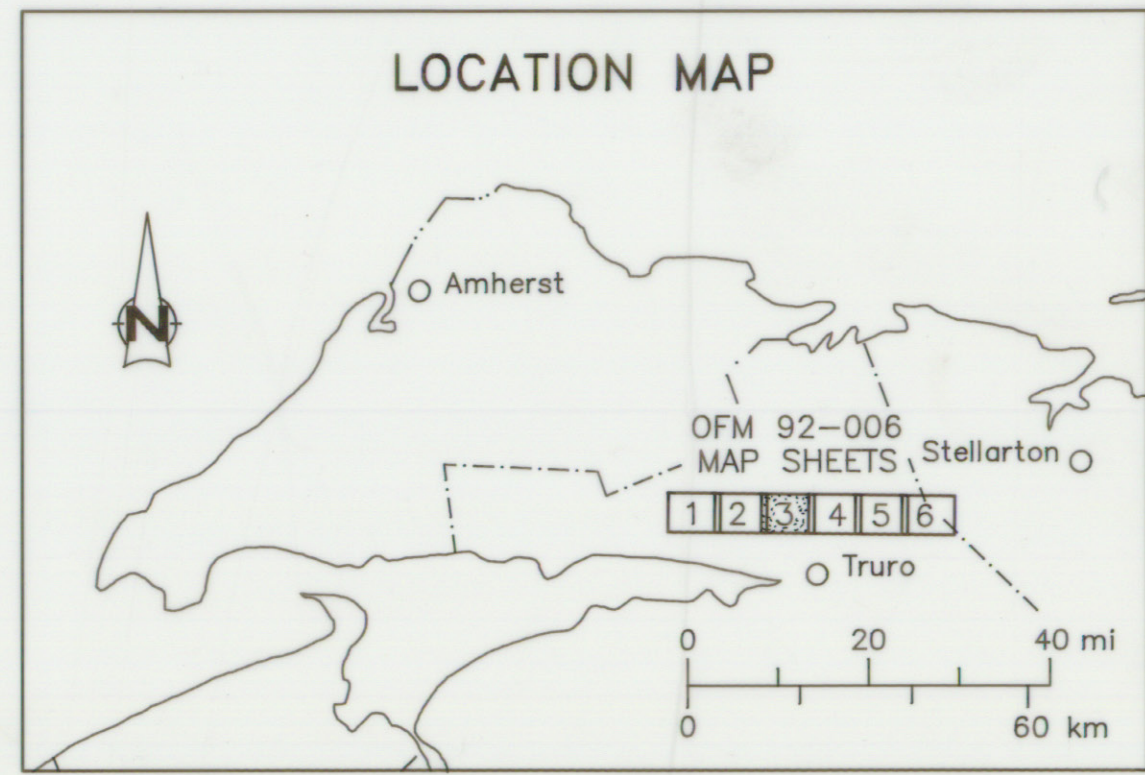 LOCATION MAP
N
Amherst
OFM 92-006
MAP SHEETS
Stellarton
1 2 3 4 5 6
Truro
0 20 40 mi
0 60 km